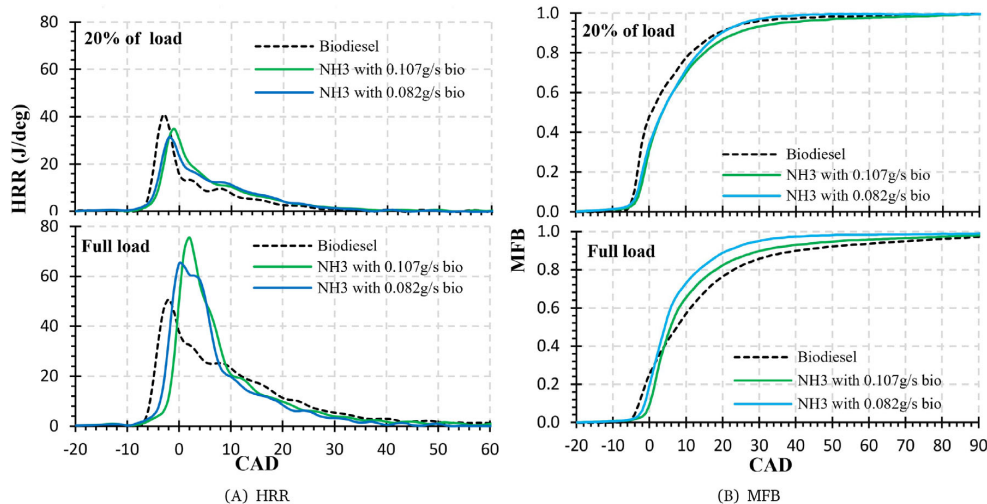 20% of load
Biodiesel
NH3 with 0.107g/s bio
NH3 with 0.082g/s bio
HRR (J/deg)
80
60
40
20
0
Full load
Biodiesel
NH3 with 0.107g/s bio
NH3 with 0.082g/s bio
80
60
40
20
0
-20 -10 0 10 20 30 40 50 60
CAD
(A) HRR
20% of load
Biodiesel
NH3 with 0.107g/s bio
NH3 with 0.082g/s bio
MFB
1.0
0.8
0.6
0.4
0.2
0.0
Full load
Biodiesel
NH3 with 0.107g/s bio
NH3 with 0.082g/s bio
1.0
0.8
0.6
0.4
0.2
0.0
-20 -10 0 10 20 30 40 50 60 70 80 90
CAD
(B) MFB